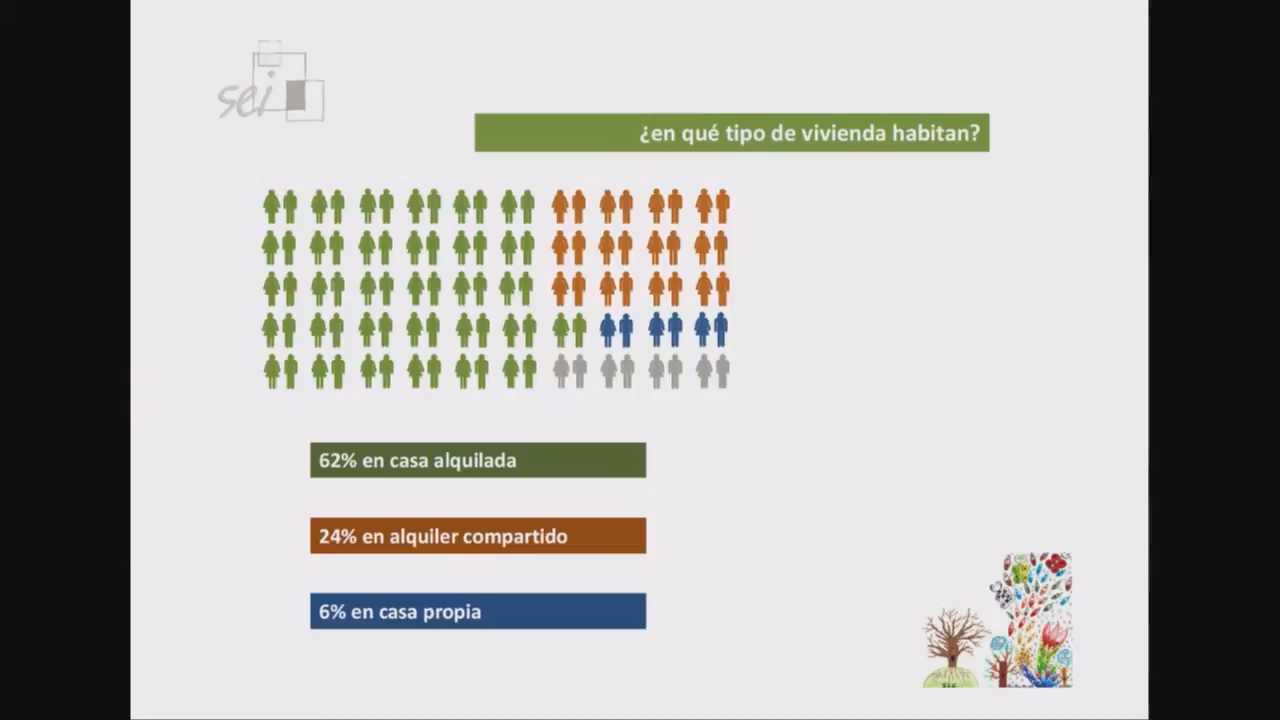 sei
¿en qué tipo de vivienda habitan?
62% en casa alquilada
24% en alquiler compartido
6% en casa propia